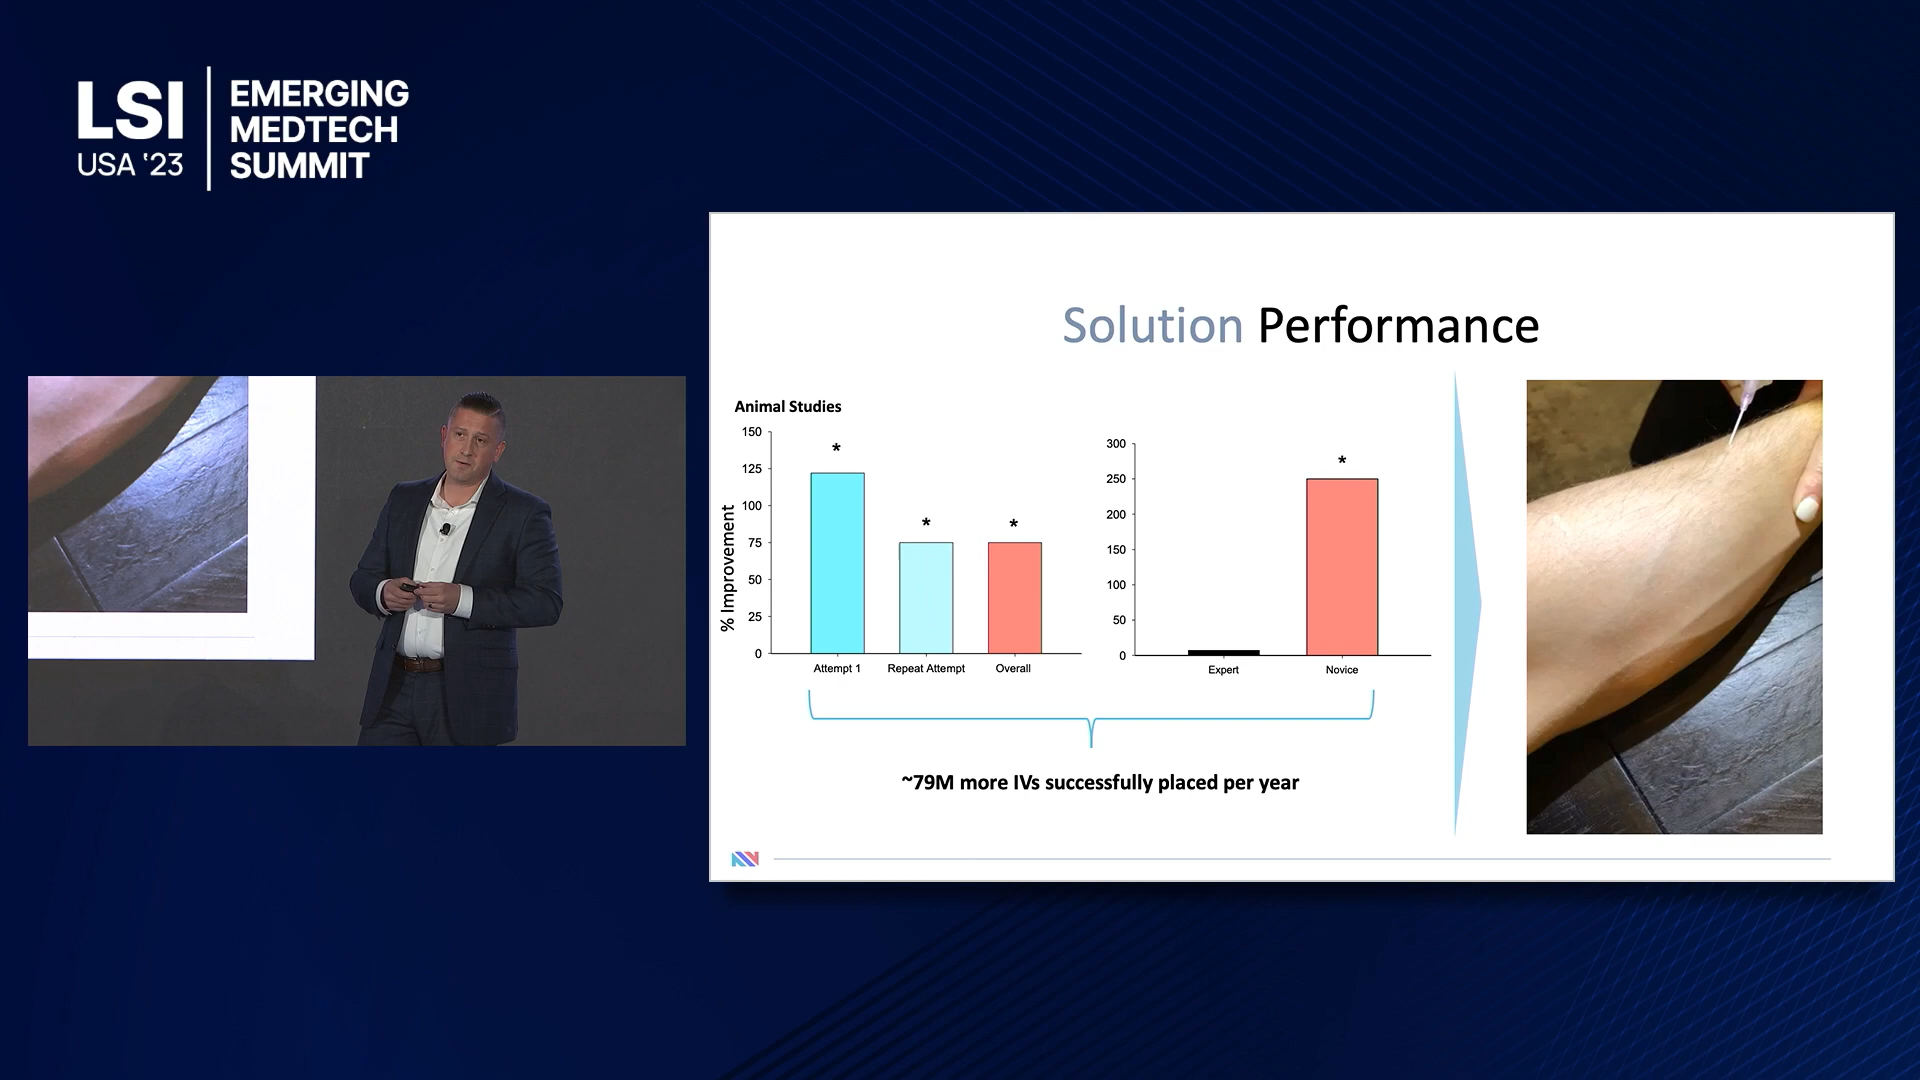 LSI
USA '23
EMERGING
MEDTECH
SUMMIT
Solution Performance
Animal Studies
% Improvement
150
125
100
75
50
25
0
*
*
*
Attempt 1
Repeat Attempt
Overall
300
250
200
150
100
50
0
*
Expert
Novice
~79M more IVs successfully placed per year